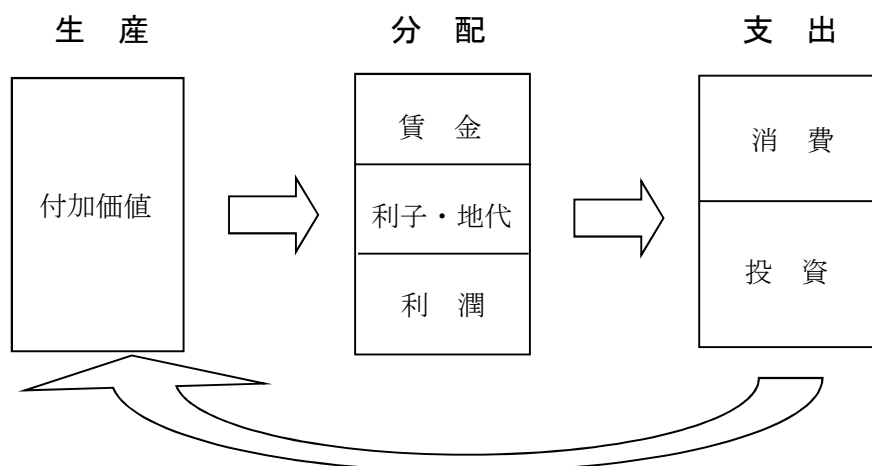 生　産
分　配
支　出
付加価値
賃　金
利子・地代
利　潤
消　費
投　資